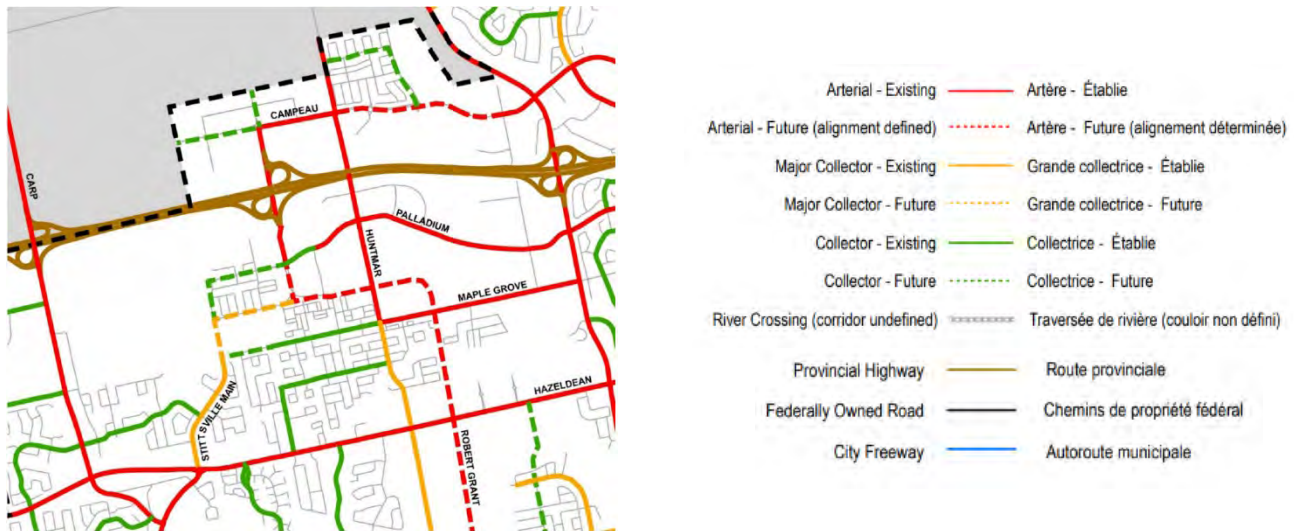 CAMPEAU
CARP
PALLADIUM
HUNTMAR
MAPLE GROVE
HAZELDEAN
STITTSVILLE MAIN
ROBERT GRANT
Arterial - Existing Artère - Établie
Arterial - Future (alignment defined) Artère - Future (alignement déterminée)
Major Collector - Existing Grande collectrice - Établie
Major Collector - Future Grande collectrice - Future
Collector - Existing Collectrice - Établie
Collector - Future Collectrice - Future
River Crossing (corridor undefined) Traversée de rivière (couloir non défini)
Provincial Highway Route provinciale
Federally Owned Road Chemins de propriété fédéral
City Freeway Autoroute municipale